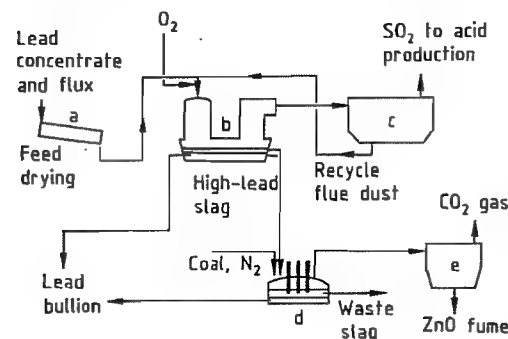 O2
Lead
concentrate
and flux
a
Feed
drying
b
SO2 to acid
production
c
High-lead
slag
Recycle
flue dust
CO2 gas
Coal, N2
e
Lead
bullion
d
Waste
slag
ZnO fume